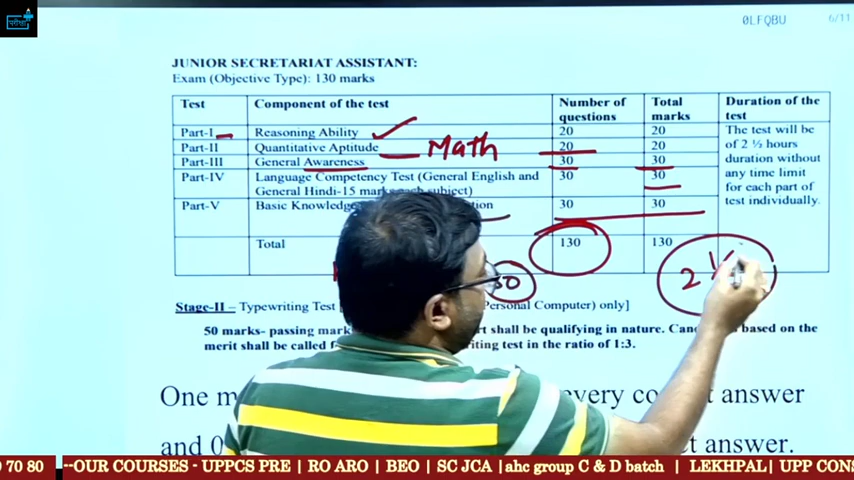 परीक्षा
0LFQBU
6/11
JUNIOR SECRETARIAT ASSISTANT:
Exam (Objective Type): 130 marks
Test Component of the test Number of questions Total marks Duration of the test
Part-I Reasoning Ability 20 20 The test will be
Part-II Quantitative Aptitude Math 20 20 of 2 ½ hours
Part-III General Awareness 30 30 duration without
Part-IV Language Competency Test (General English and 30 30 any time limit
General Hindi-15 marks each subject) for each part of
Part-V Basic Knowledge 30 30 test individually.
Total 130 130
2 1/
Stage-II – Typewriting Test Personal Computer) only]
50 marks- passing mark shall be qualifying in nature. based on the
merit shall be called test in the ratio of 1:3.
One every answer
and answer.
70 80 --OUR COURSES - UPPCS PRE | RO ARO | BEO | SC JCA |ahc group C & D batch | LEKHPAL| UPP CONS